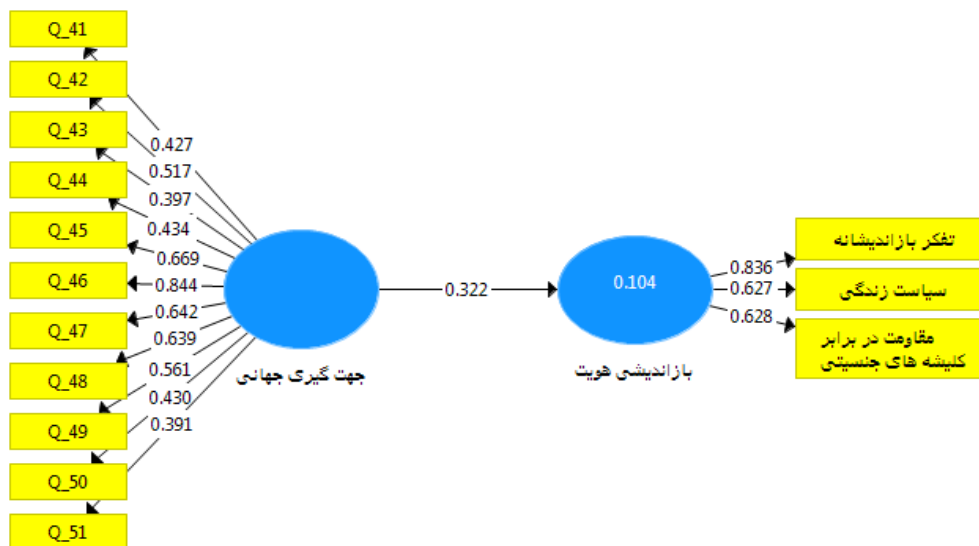 Q_41
Q_42
Q_43
Q_44
Q_45
Q_46
Q_47
Q_48
Q_49
Q_50
Q_51
0.427
0.517
0.397
0.434
0.669
0.844
0.642
0.639
0.561
0.430
0.391
جهت گیری جهانی
0.322
0.104
بازاندیشی هویت
0.836
0.627
0.628
تفکر بازاندیشانه
سیاست زندگی
مقاومت در برابر
کلیشه های جنسیتی